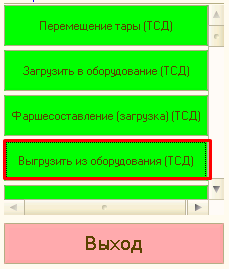 Перемещение тары (ТСД)
Загрузить в оборудование (ТСД)
Фаршесоставление (загрузка) (ТСД)
Выгрузить из оборудования (ТСД)
Выход